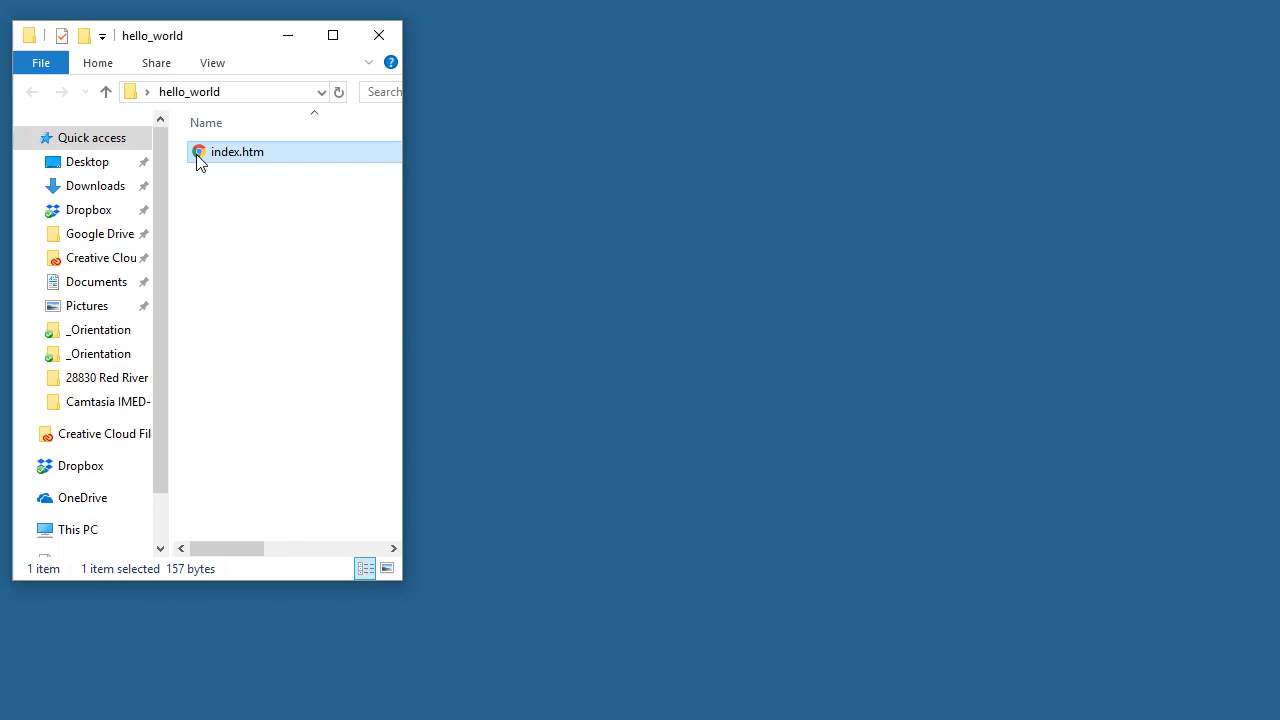 hello_world
File Home Share View
hello_world Search
Name
index.htm
Quick access
Desktop
Downloads
Dropbox
Google Drive
Creative Clou
Documents
Pictures
_Orientation
_Orientation
28830 Red River
Camtasia IMED-
Creative Cloud Fil
Dropbox
OneDrive
This PC
1 item 1 item selected 157 bytes